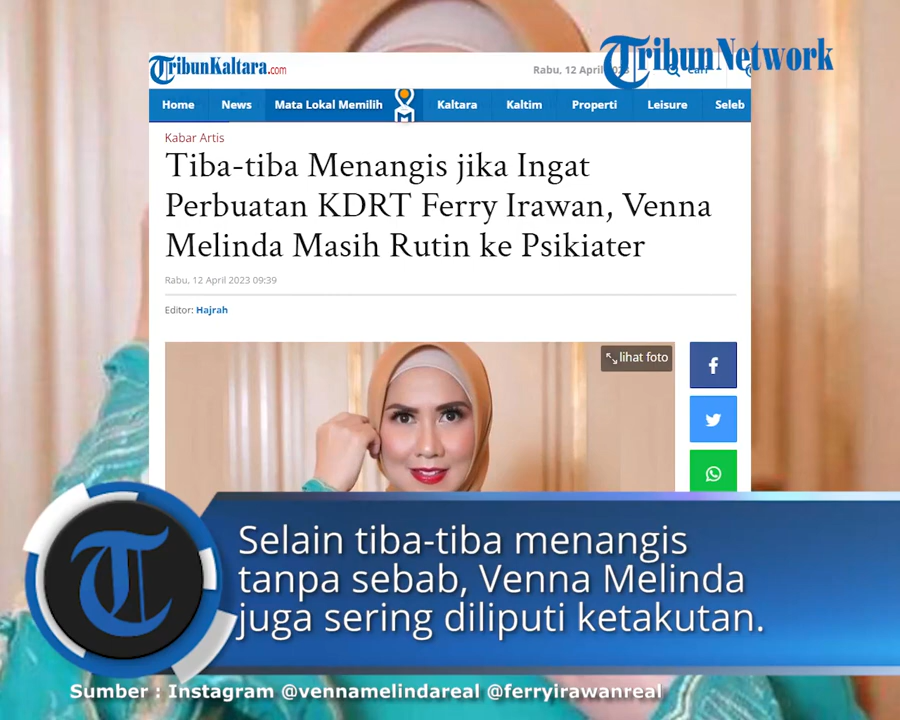 TribunNetwork
TribunKaltara.com
Rabu, 12 April
Cari
Home News Mata Lokal Memilih Kaltara Kaltim Properti Leisure Seleb
Kabar Artis
Tiba-tiba Menangis jika Ingat
Perbuatan KDRT Ferry Irawan, Venna
Melinda Masih Rutin ke Psikiater
Rabu, 12 April 2023 09:39
Editor: Hajrah
lihat foto
Selain tiba-tiba menangis
tanpa sebab, Venna Melinda
juga sering diliputi ketakutan.
Sumber : Instagram @vennamelindareal @ferryirawanreal